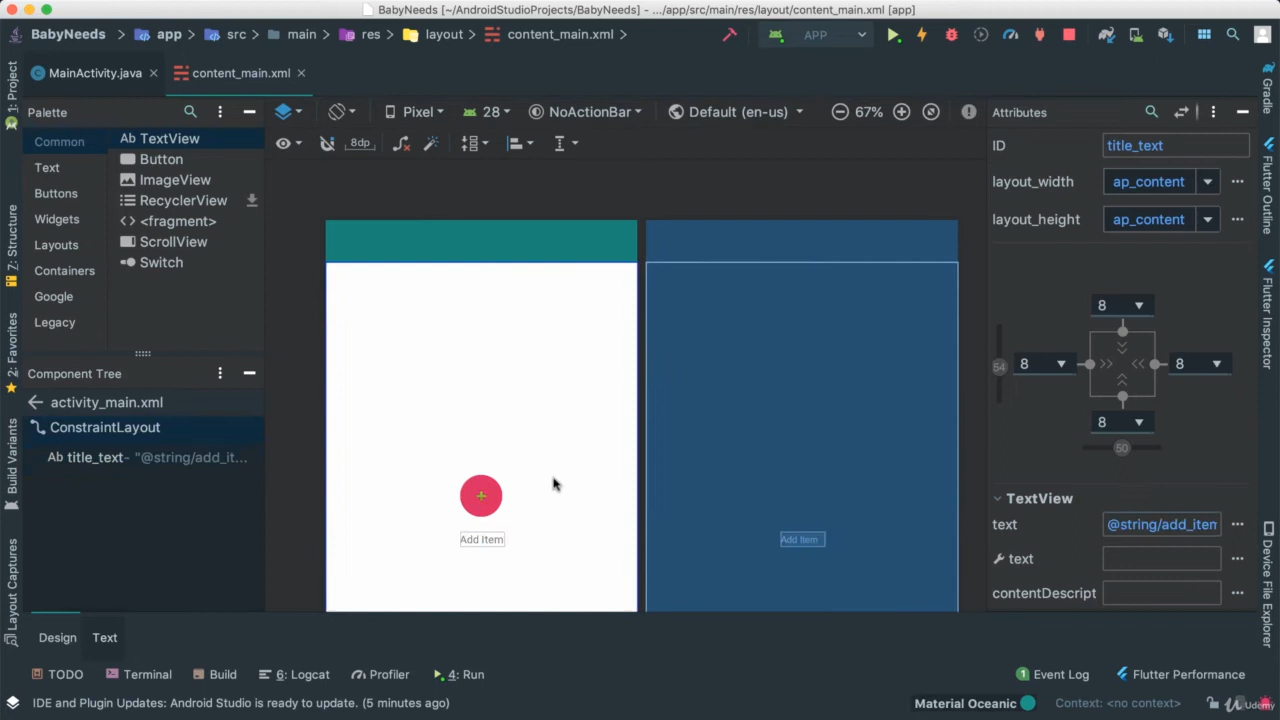 BabyNeeds [~/AndroidStudioProjects/BabyNeeds] - .../app/src/main/res/layout/content_main.xml [app]
BabyNeeds app src main res layout content_main.xml APP
MainActivity.java content_main.xml
Palette
Common
Text
Buttons
Widgets
Layouts
Containers
Google
Legacy
Ab TextView
Button
ImageView
RecyclerView
<fragment>
ScrollView
Switch
Component Tree
activity_main.xml
ConstraintLayout
Ab title_text- "@string/add_it...
Pixel 28 NoActionBar Default (en-us) 67%
8dp
Add Item
Add Item
Attributes
ID title_text
layout_width ap_content
layout_height ap_content
8
54 8 8
8
50
TextView
text @string/add_item
text
contentDescript
1: Project
7: Structure
2: Favorites
Build Variants
Layout Captures
Gradle
Flutter Outline
Flutter Inspector
Device File Explorer
Design Text
TODO Terminal Build 6: Logcat Profiler 4: Run 1 Event Log Flutter Performance
IDE and Plugin Updates: Android Studio is ready to update. (5 minutes ago) Material Oceanic Context: <no context> Udemy